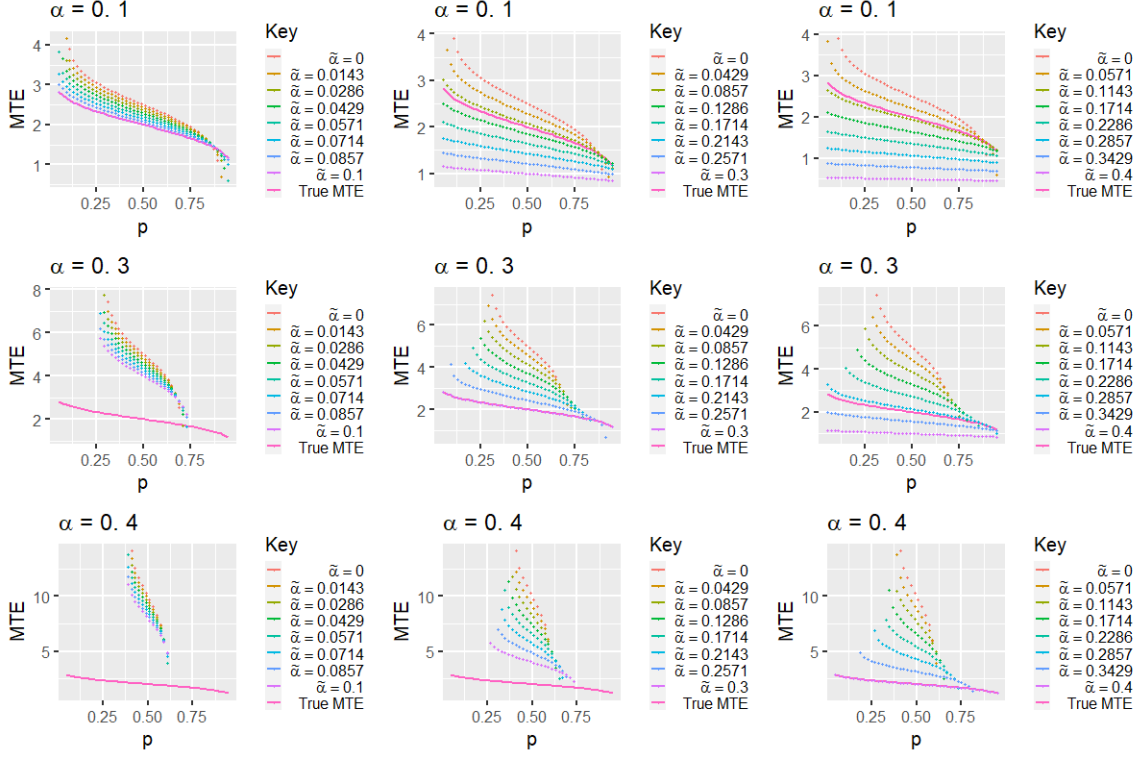 α = 0. 1
MTE
4
3
2
1
0.25 0.50 0.75
p
Key
α̃ = 0
α̃ = 0.0143
α̃ = 0.0286
α̃ = 0.0429
α̃ = 0.0571
α̃ = 0.0714
α̃ = 0.0857
α̃ = 0.1
True MTE
α = 0. 1
MTE
4
3
2
1
0.25 0.50 0.75
p
Key
α̃ = 0
α̃ = 0.0429
α̃ = 0.0857
α̃ = 0.1286
α̃ = 0.1714
α̃ = 0.2143
α̃ = 0.2571
α̃ = 0.3
True MTE
α = 0. 1
MTE
4
3
2
1
0.25 0.50 0.75
p
Key
α̃ = 0
α̃ = 0.0571
α̃ = 0.1143
α̃ = 0.1714
α̃ = 0.2286
α̃ = 0.2857
α̃ = 0.3429
α̃ = 0.4
True MTE
α = 0. 3
MTE
8
6
4
2
0.25 0.50 0.75
p
Key
α̃ = 0
α̃ = 0.0143
α̃ = 0.0286
α̃ = 0.0429
α̃ = 0.0571
α̃ = 0.0714
α̃ = 0.0857
α̃ = 0.1
True MTE
α = 0. 3
MTE
6
4
2
0.25 0.50 0.75
p
Key
α̃ = 0
α̃ = 0.0429
α̃ = 0.0857
α̃ = 0.1286
α̃ = 0.1714
α̃ = 0.2143
α̃ = 0.2571
α̃ = 0.3
True MTE
α = 0. 3
MTE
6
4
2
0.25 0.50 0.75
p
Key
α̃ = 0
α̃ = 0.0571
α̃ = 0.1143
α̃ = 0.1714
α̃ = 0.2286
α̃ = 0.2857
α̃ = 0.3429
α̃ = 0.4
True MTE
α = 0. 4
MTE
10
5
0.25 0.50 0.75
p
Key
α̃ = 0
α̃ = 0.0143
α̃ = 0.0286
α̃ = 0.0429
α̃ = 0.0571
α̃ = 0.0714
α̃ = 0.0857
α̃ = 0.1
True MTE
α = 0. 4
MTE
10
5
0.25 0.50 0.75
p
Key
α̃ = 0
α̃ = 0.0429
α̃ = 0.0857
α̃ = 0.1286
α̃ = 0.1714
α̃ = 0.2143
α̃ = 0.2571
α̃ = 0.3
True MTE
α = 0. 4
MTE
10
5
0.25 0.50 0.75
p
Key
α̃ = 0
α̃ = 0.0571
α̃ = 0.1143
α̃ = 0.1714
α̃ = 0.2286
α̃ = 0.2857
α̃ = 0.3429
α̃ = 0.4
True MTE